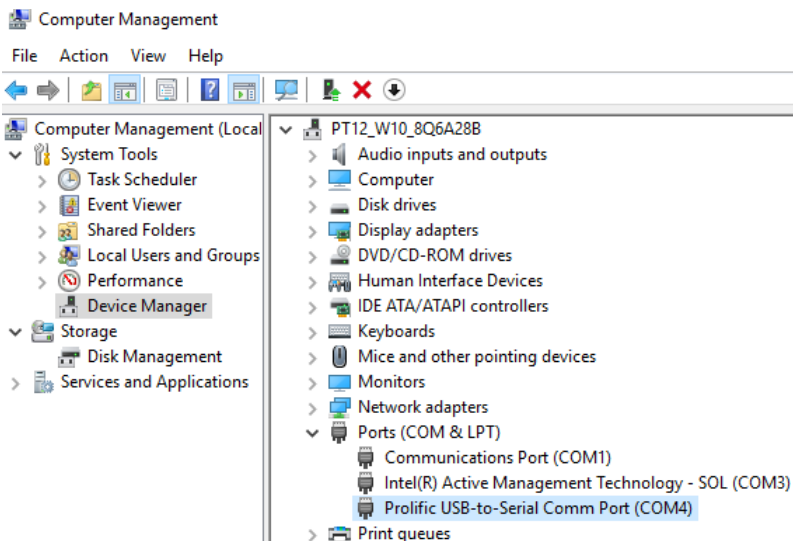 Computer Management
File Action View Help
Computer Management (Local
System Tools
Task Scheduler
Event Viewer
Shared Folders
Local Users and Groups
Performance
Device Manager
Storage
Disk Management
Services and Applications
PT12_W10_8Q6A28B
Audio inputs and outputs
Computer
Disk drives
Display adapters
DVD/CD-ROM drives
Human Interface Devices
IDE ATA/ATAPI controllers
Keyboards
Mice and other pointing devices
Monitors
Network adapters
Ports (COM & LPT)
Communications Port (COM1)
Intel(R) Active Management Technology - SOL (COM3)
Prolific USB-to-Serial Comm Port (COM4)
Print queues